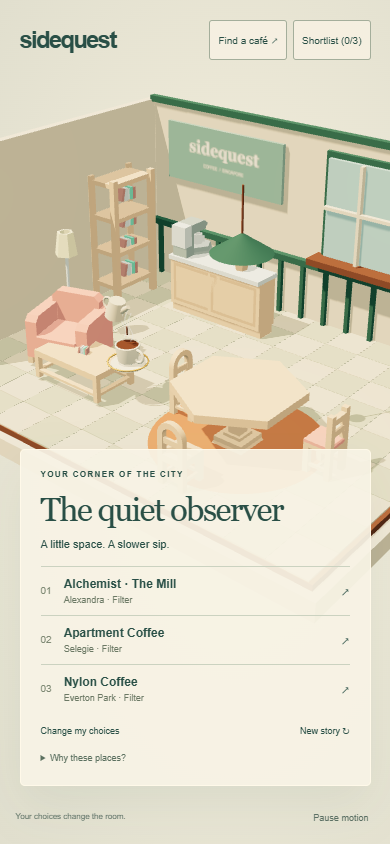 sidequest
Find a café ↗
Shortlist (0/3)
sidequest
YOUR CORNER OF THE CITY
The quiet observer
A little space. A slower sip.
01
Alchemist · The Mill
Alexandra · Filter
↗
02
Apartment Coffee
Selegie · Filter
↗
03
Nylon Coffee
Everton Park · Filter
↗
Change my choices
New story ↻
▶ Why these places?
Your choices change the room.
Pause motion